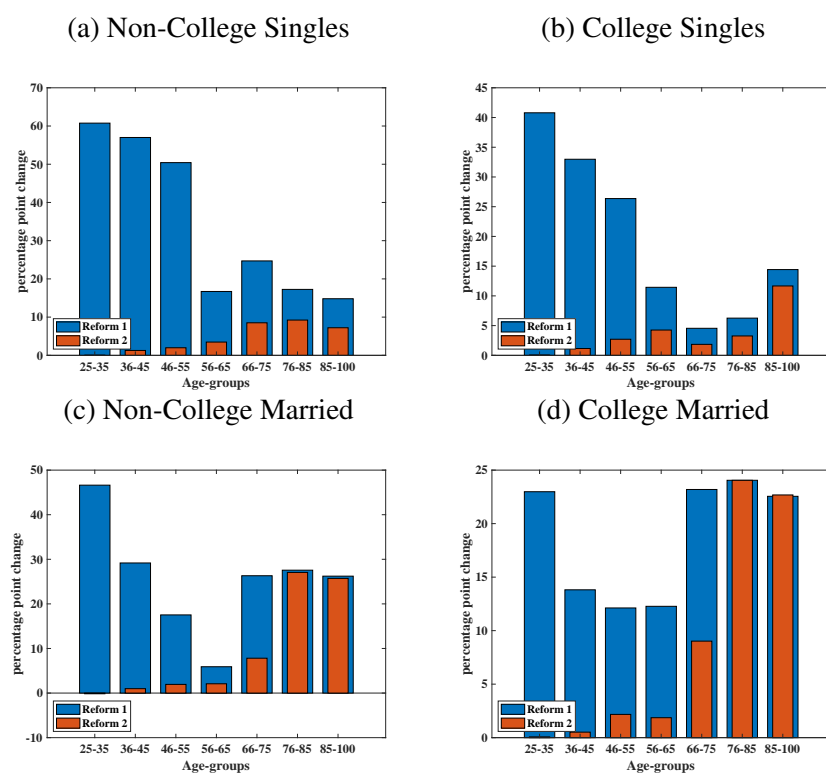 (a) Non-College Singles
percentage point change
70
60
50
40
30
20
10
0
Reform 1
Reform 2
25-35 36-45 46-55 56-65 66-75 76-85 85-100
Age-groups
(b) College Singles
percentage point change
45
40
35
30
25
20
15
10
5
0
Reform 1
Reform 2
25-35 36-45 46-55 56-65 66-75 76-85 85-100
Age-groups
(c) Non-College Married
percentage point change
50
40
30
20
10
0
-10
Reform 1
Reform 2
25-35 36-45 46-55 56-65 66-75 76-85 85-100
Age-groups
(d) College Married
percentage point change
25
20
15
10
5
0
Reform 1
Reform 2
25-35 36-45 46-55 56-65 66-75 76-85 85-100
Age-groups